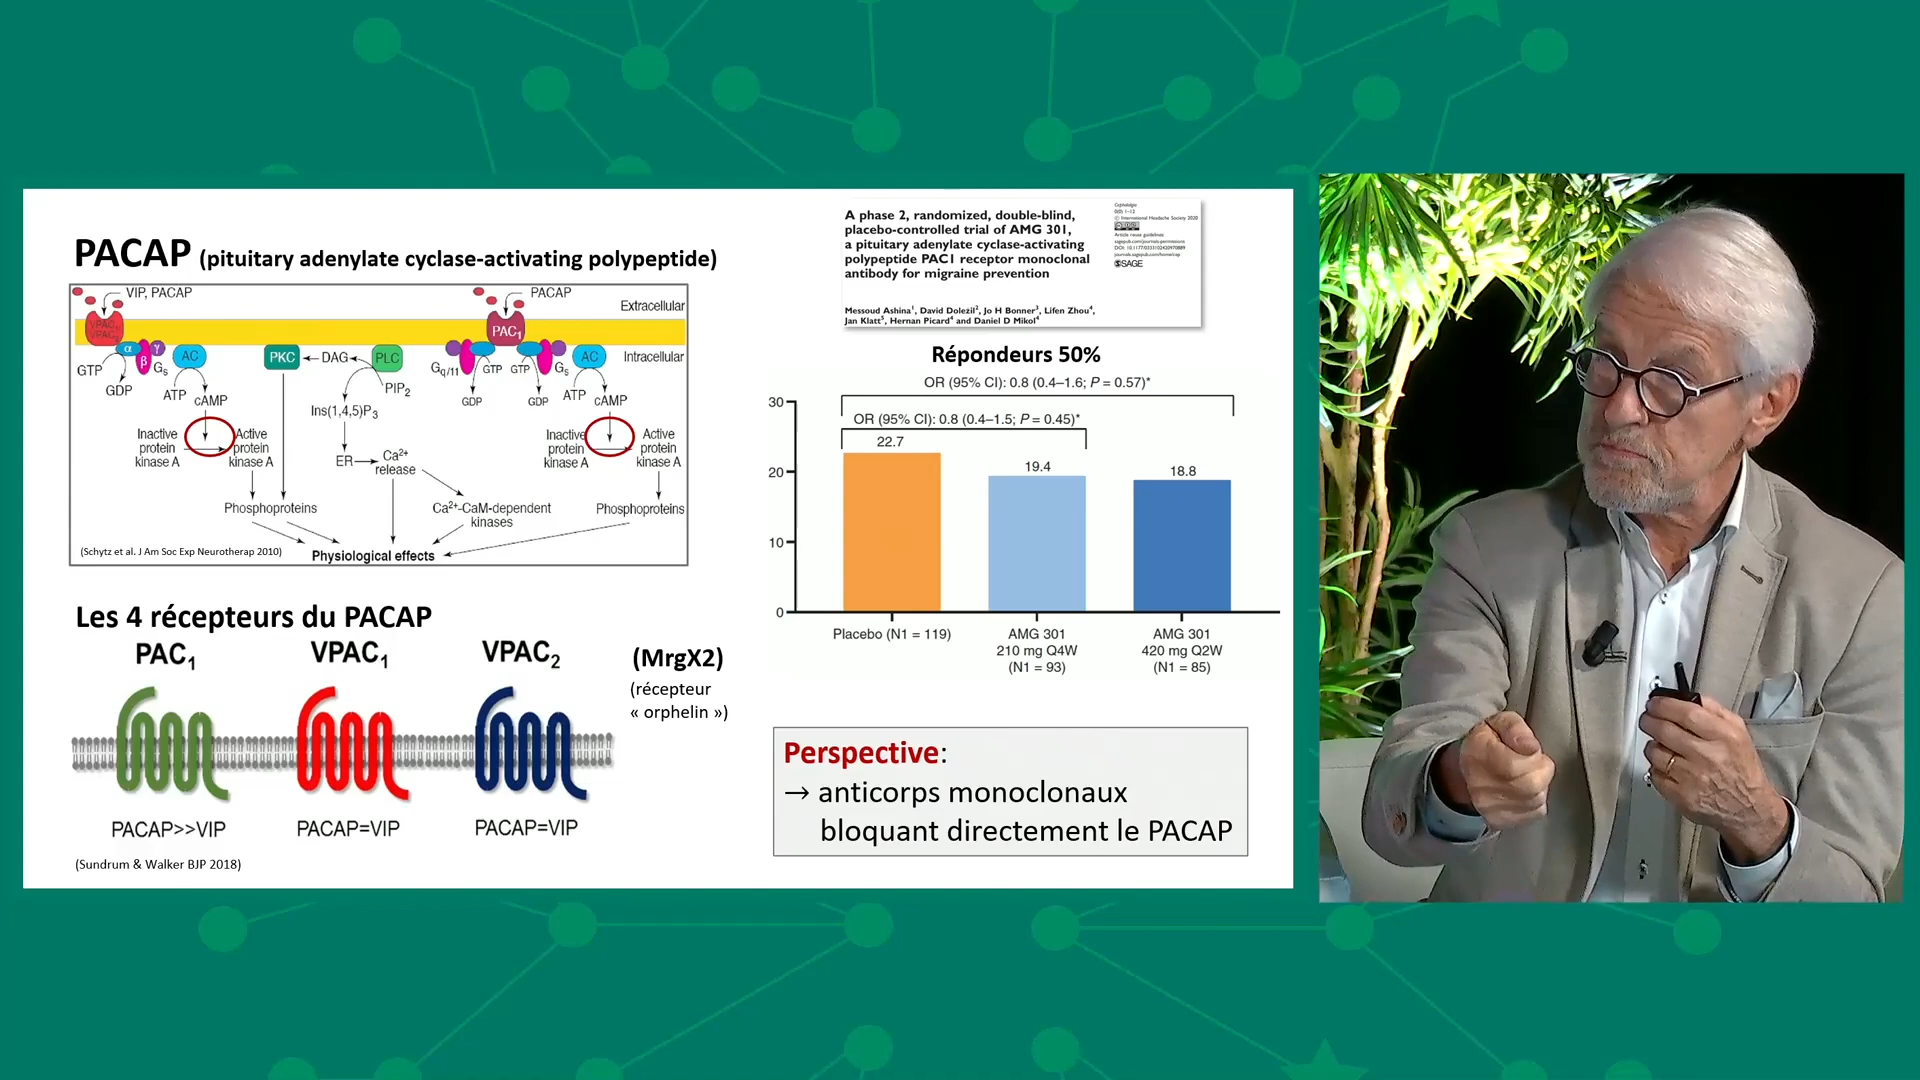 PACAP (pituitary adenylate cyclase-activating polypeptide)
VIP, PACAP
PACAP
Extracellular
VPAC
VPAC
PAC1
α
β
γ
Gs
AC
PKC
DAG
PLC
Gq/11
GTP
GTP
Gs
AC
Intracellular
GTP
GDP
ATP
cAMP
PIP2
GDP
GDP
ATP
cAMP
Ins(1,4,5)P3
Inactive
protein
kinase A
Active
protein
kinase A
ER
Ca2+
release
Inactive
protein
kinase A
Active
protein
kinase A
Phosphoproteins
Ca2+-CaM-dependent
kinases
Phosphoproteins
(Schytz et al. J Am Soc Exp Neurotherap 2010)
Physiological effects
Les 4 récepteurs du PACAP
PAC1
VPAC1
VPAC2
(MrgX2)
(récepteur
« orphelin »)
PACAP>>VIP
PACAP=VIP
PACAP=VIP
(Sundrum & Walker BJP 2018)
A phase 2, randomized, double-blind,
placebo-controlled trial of AMG 301,
a pituitary adenylate cyclase-activating
polypeptide PAC1 receptor monoclonal
antibody for migraine prevention
Messoud Ashina1, David Dolezil2, Jo H Bonner3, Lifen Zhou4,
Jan Klatt5, Hernan Picard4 and Daniel D Mikol4
Cephalalgia
0(0) 1–12
© International Headache Society 2020
Article reuse guidelines:
sagepub.com/journals-permissions
journals.sagepub.com/home/cep
SAGE
Répondeurs 50%
OR (95% CI): 0.8 (0.4–1.6; P = 0.57)*
OR (95% CI): 0.8 (0.4–1.5; P = 0.45)*
30
20
10
0
22.7
19.4
18.8
Placebo (N1 = 119)
AMG 301
210 mg Q4W
(N1 = 93)
AMG 301
420 mg Q2W
(N1 = 85)
Perspective:
→ anticorps monoclonaux
bloquant directement le PACAP